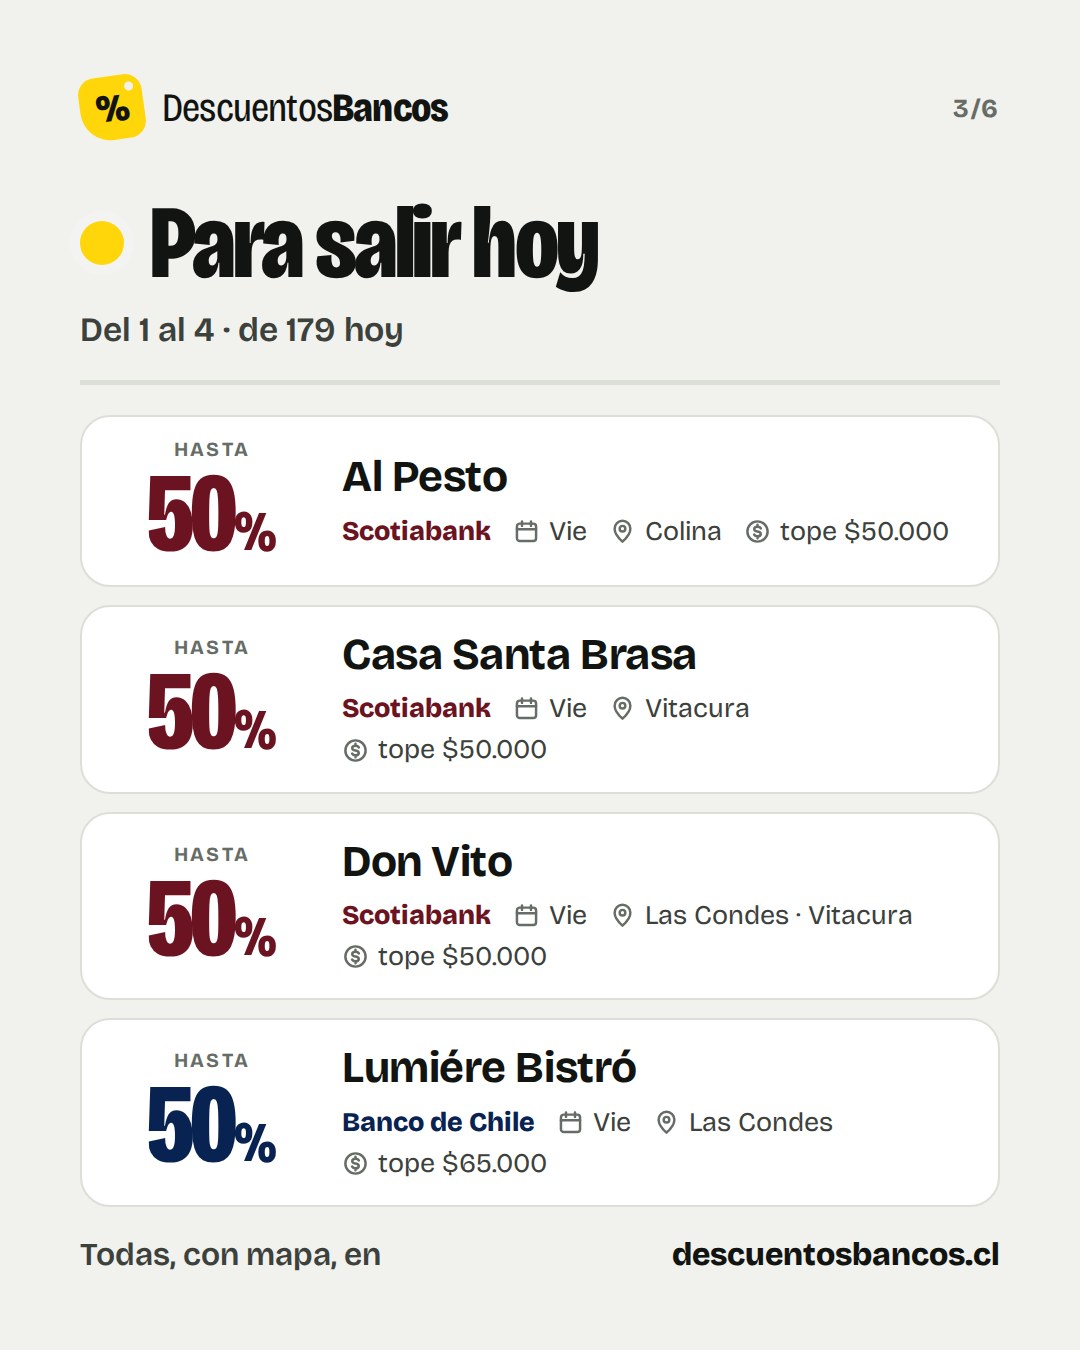 % DescuentosBancos
3/6
Para salir hoy
Del 1 al 4 · de 179 hoy
HASTA
50%
Al Pesto
Scotiabank Vie Colina tope $50.000
HASTA
50%
Casa Santa Brasa
Scotiabank Vie Vitacura
tope $50.000
HASTA
50%
Don Vito
Scotiabank Vie Las Condes · Vitacura
tope $50.000
HASTA
50%
Lumiére Bistró
Banco de Chile Vie Las Condes
tope $65.000
Todas, con mapa, en
descuentosbancos.cl